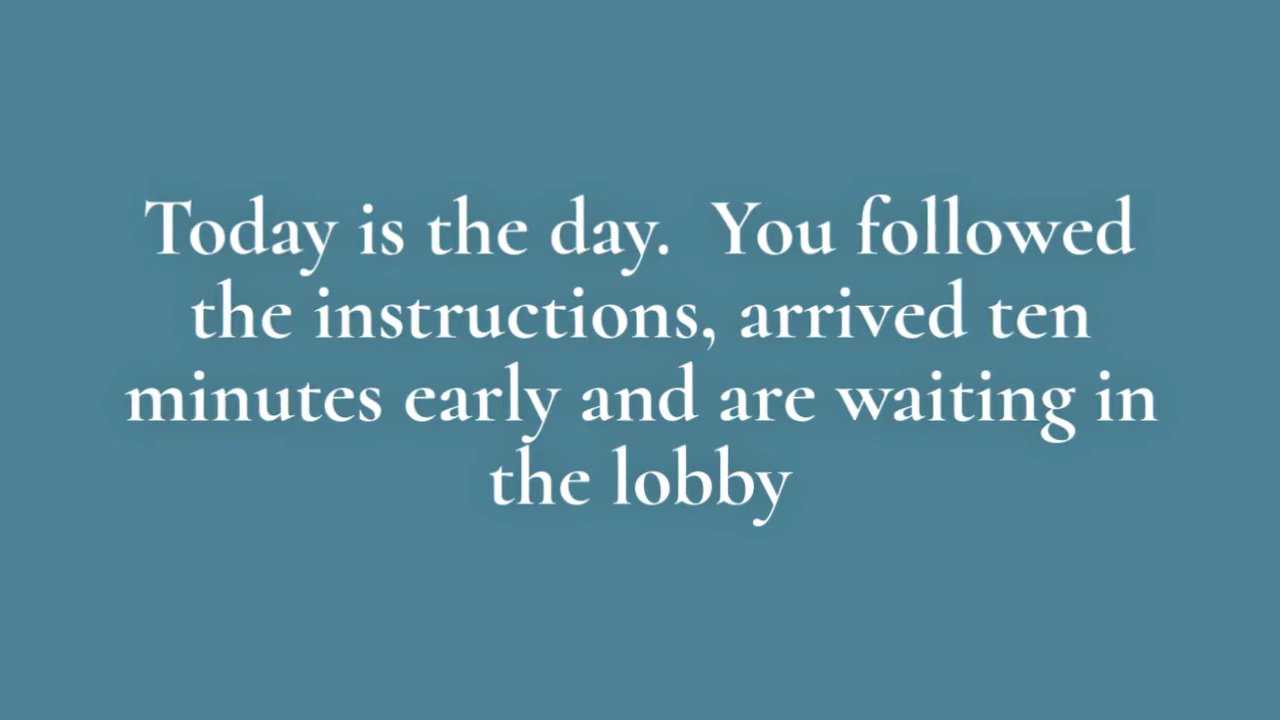 Today is the day.  You followed
the instructions, arrived ten
minutes early and are waiting in
the lobby